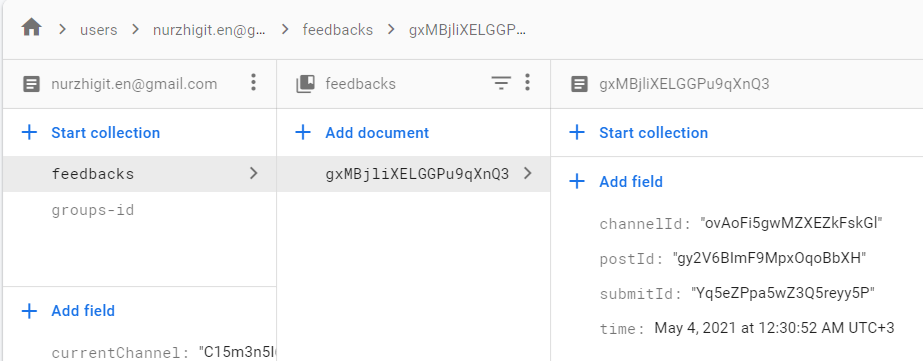 users nurzhigit.en@g... feedbacks gxMBjliXELGGP...
nurzhigit.en@gmail.com
Start collection
feedbacks
groups-id
Add field
currentChannel: "C15m3n5I
feedbacks
Add document
gxMBjliXELGGPu9qXnQ3
gxMBjliXELGGPu9qXnQ3
Start collection
Add field
channelId: "ovAoFi5gwMZXEZkFskGl"
postId: "gy2V6BImF9MpxOqoBbXH"
submitId: "Yq5eZPpa5wZ3Q5reyy5P"
time: May 4, 2021 at 12:30:52 AM UTC+3